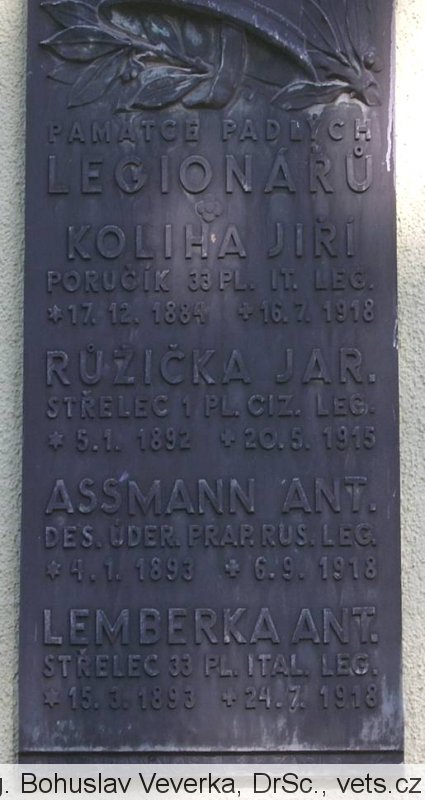 PAMÁTCE PADLÝCH
LEGIONÁŘŮ
KOLIHA JIŘÍ
PORUČÍK 33 PL. IT. LEG.
* 17. 12. 1884 + 16. 7. 1918
RŮŽIČKA JAR.
STŘELEC 1 PL. CIZ. LEG.
* 5. 1. 1892 + 20. 5. 1915
ASSMANN ANT.
DES. ÚDER. PRAP. RUS. LEG.
* 4. 1. 1893 + 6. 9. 1918
LEMBERKA ANT.
STŘELEC 33 PL. ITAL. LEG.
* 15. 3. 1893 + 24. 7. 1918
g. Bohuslav Veverka, DrSc., vets.cz